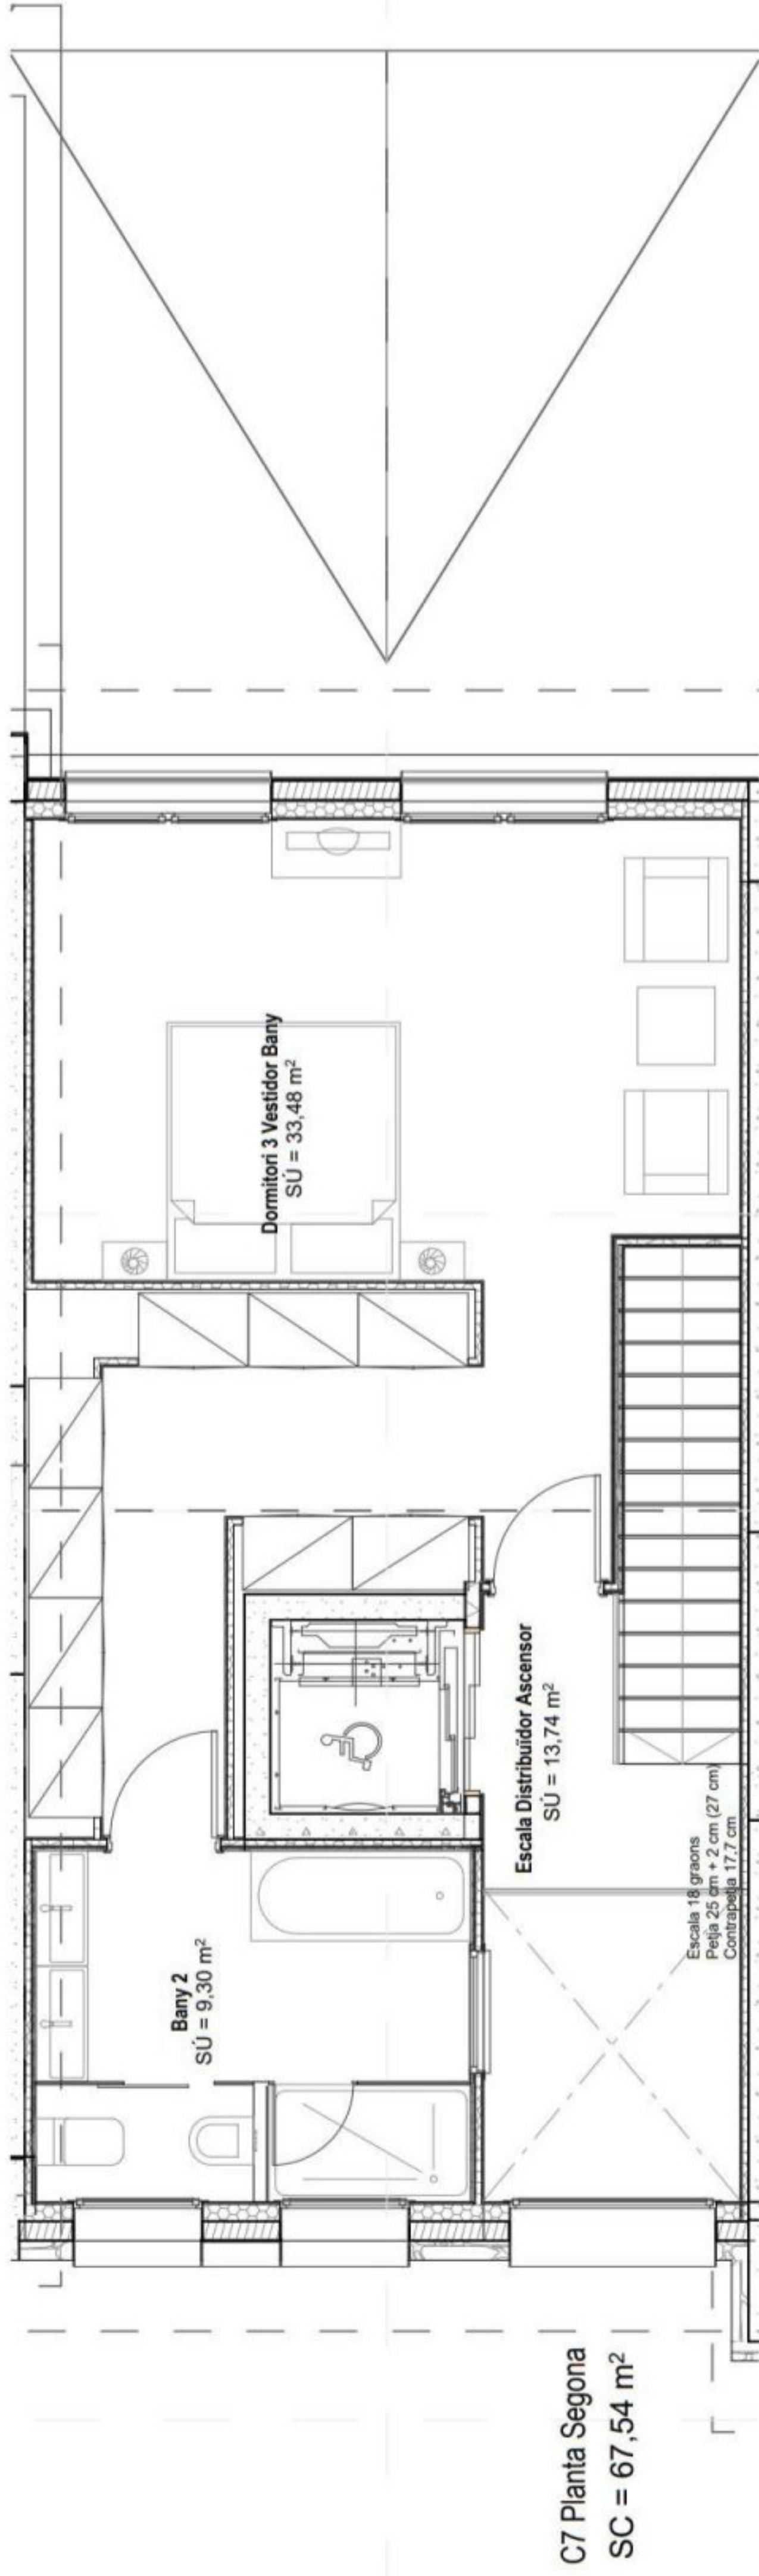 Dormitori 3 Vestidor Bany
SÚ = 33,48 m²
Escala Distribuïdor Ascensor
SÚ = 13,74 m²
Escala 18 graons
Petja 25 cm + 2 cm (27 cm)
Contrapetja 17,7 cm
Bany 2
SÚ = 9,30 m²
C7 Planta Segona
SC = 67,54 m²